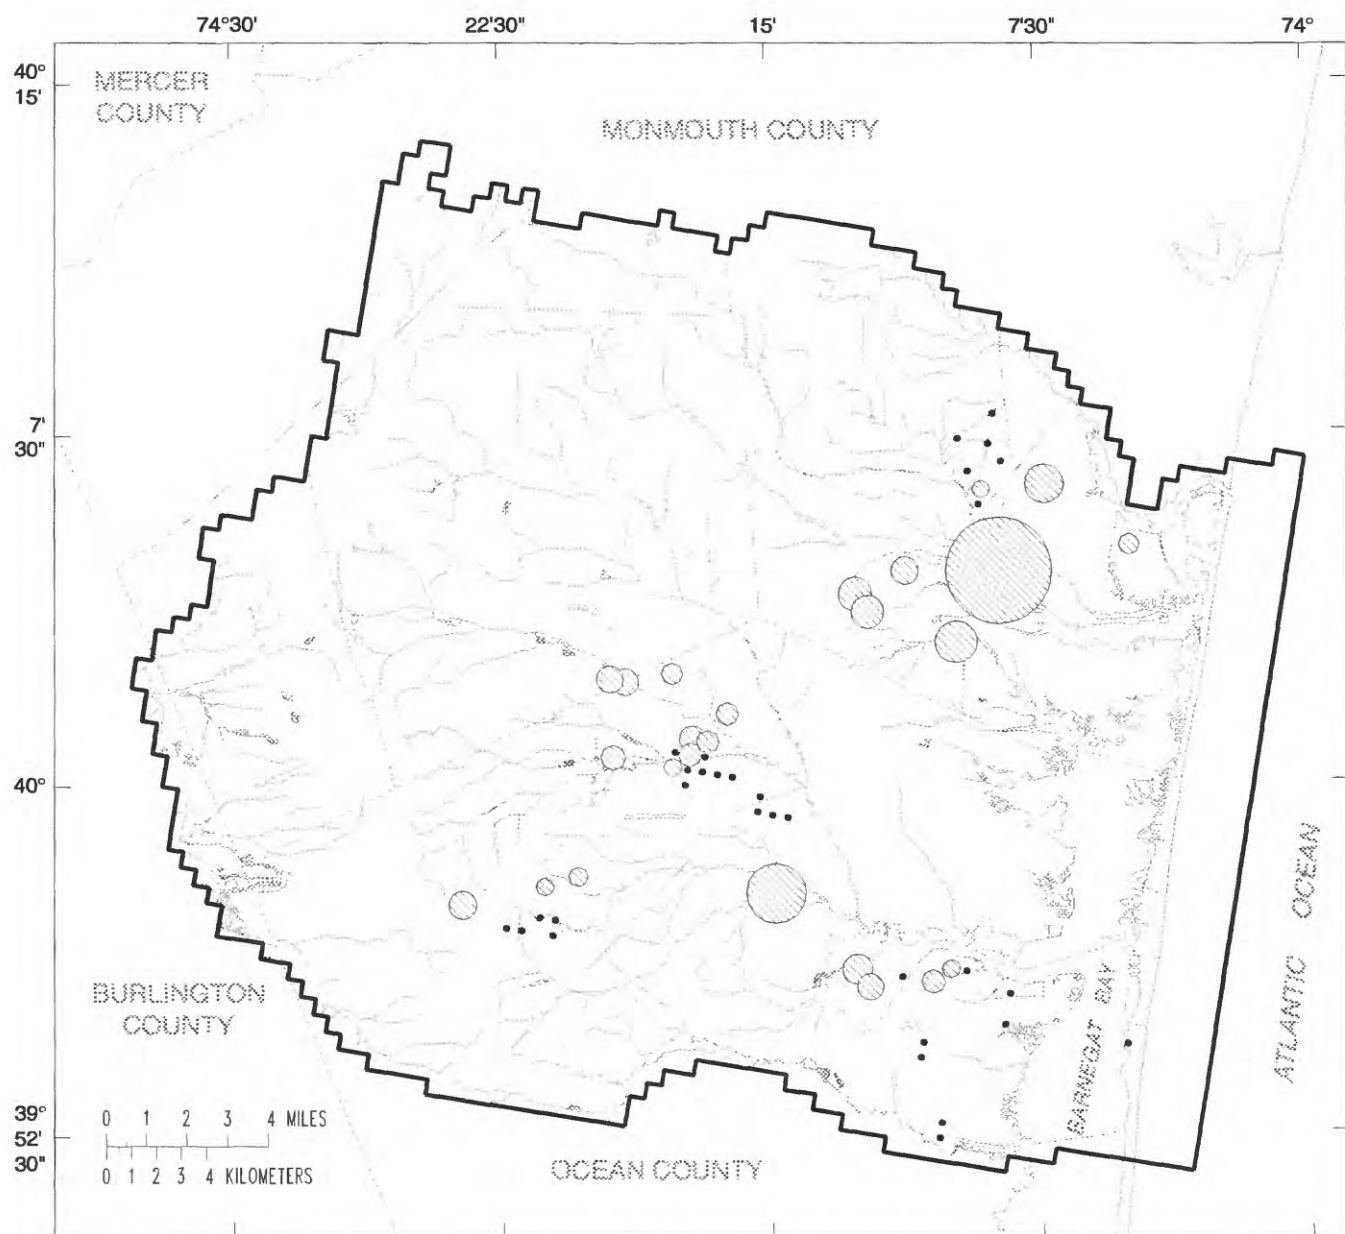 74°30' 22'30" 15' 7'30" 74°
40°
15'
MERCER
COUNTY
MONMOUTH COUNTY
7'
30"
40°
BURLINGTON
COUNTY
BARNEGAT BAY
ATLANTIC OCEAN
39°
52'
30"
0 1 2 3 4 MILES
0 1 2 3 4 KILOMETERS
OCEAN COUNTY